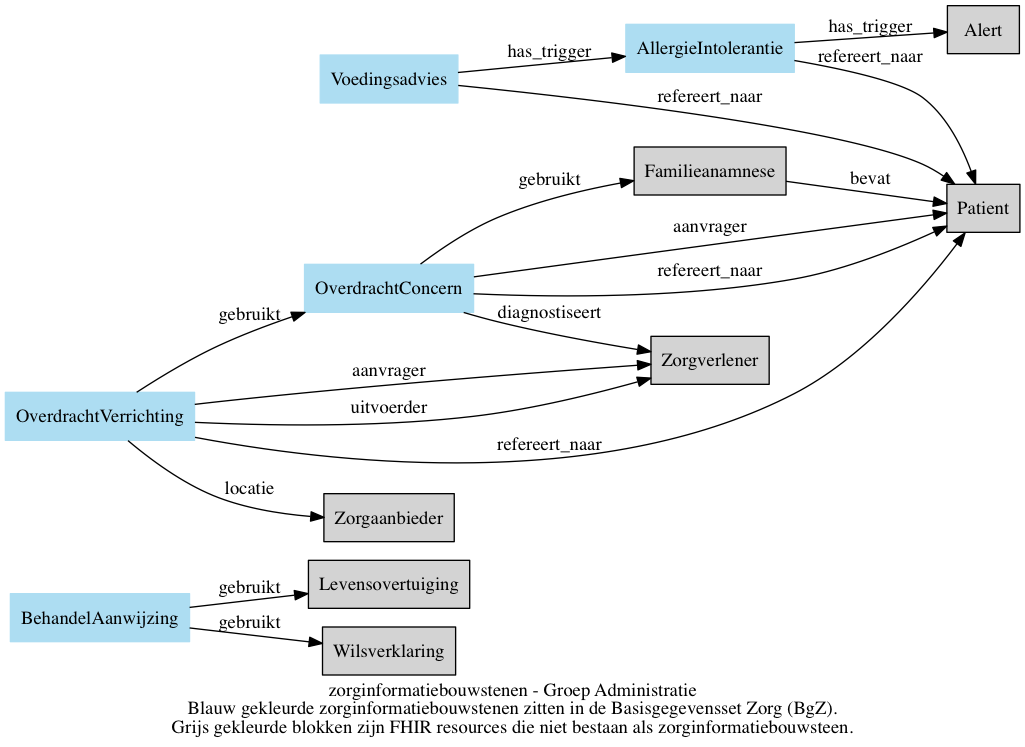 Alert
has_trigger
AllergieIntolerantie
has_trigger
refereert_naar
Voedingsadvies
refereert_naar
Familieanamnese
gebruikt
bevat
Patient
aanvrager
refereert_naar
OverdrachtConcern
diagnostiseert
gebruikt
Zorgverlener
aanvrager
uitvoerder
OverdrachtVerrichting
refereert_naar
locatie
Zorgaanbieder
Levensovertuiging
gebruikt
BehandelAanwijzing
gebruikt
Wilsverklaring
zorginformatiebouwstenen - Groep Administratie
Blauw gekleurde zorginformatiebouwstenen zitten in de Basisgegevensset Zorg (BgZ).
Grijs gekleurde blokken zijn FHIR resources die niet bestaan als zorginformatiebouwsteen.